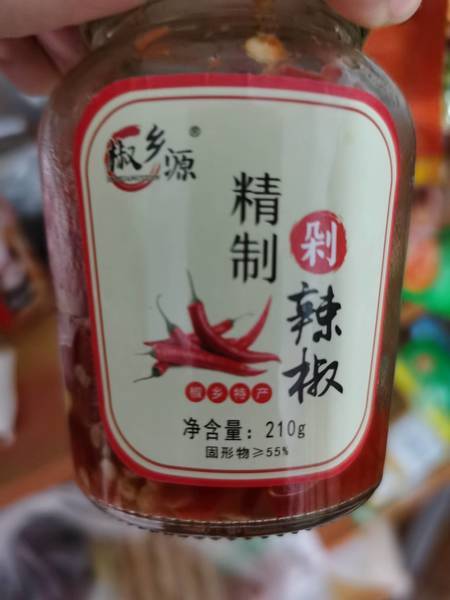 椒乡源®
精制
剁辣椒
椒乡特产
净含量：210g
固形物≥55%